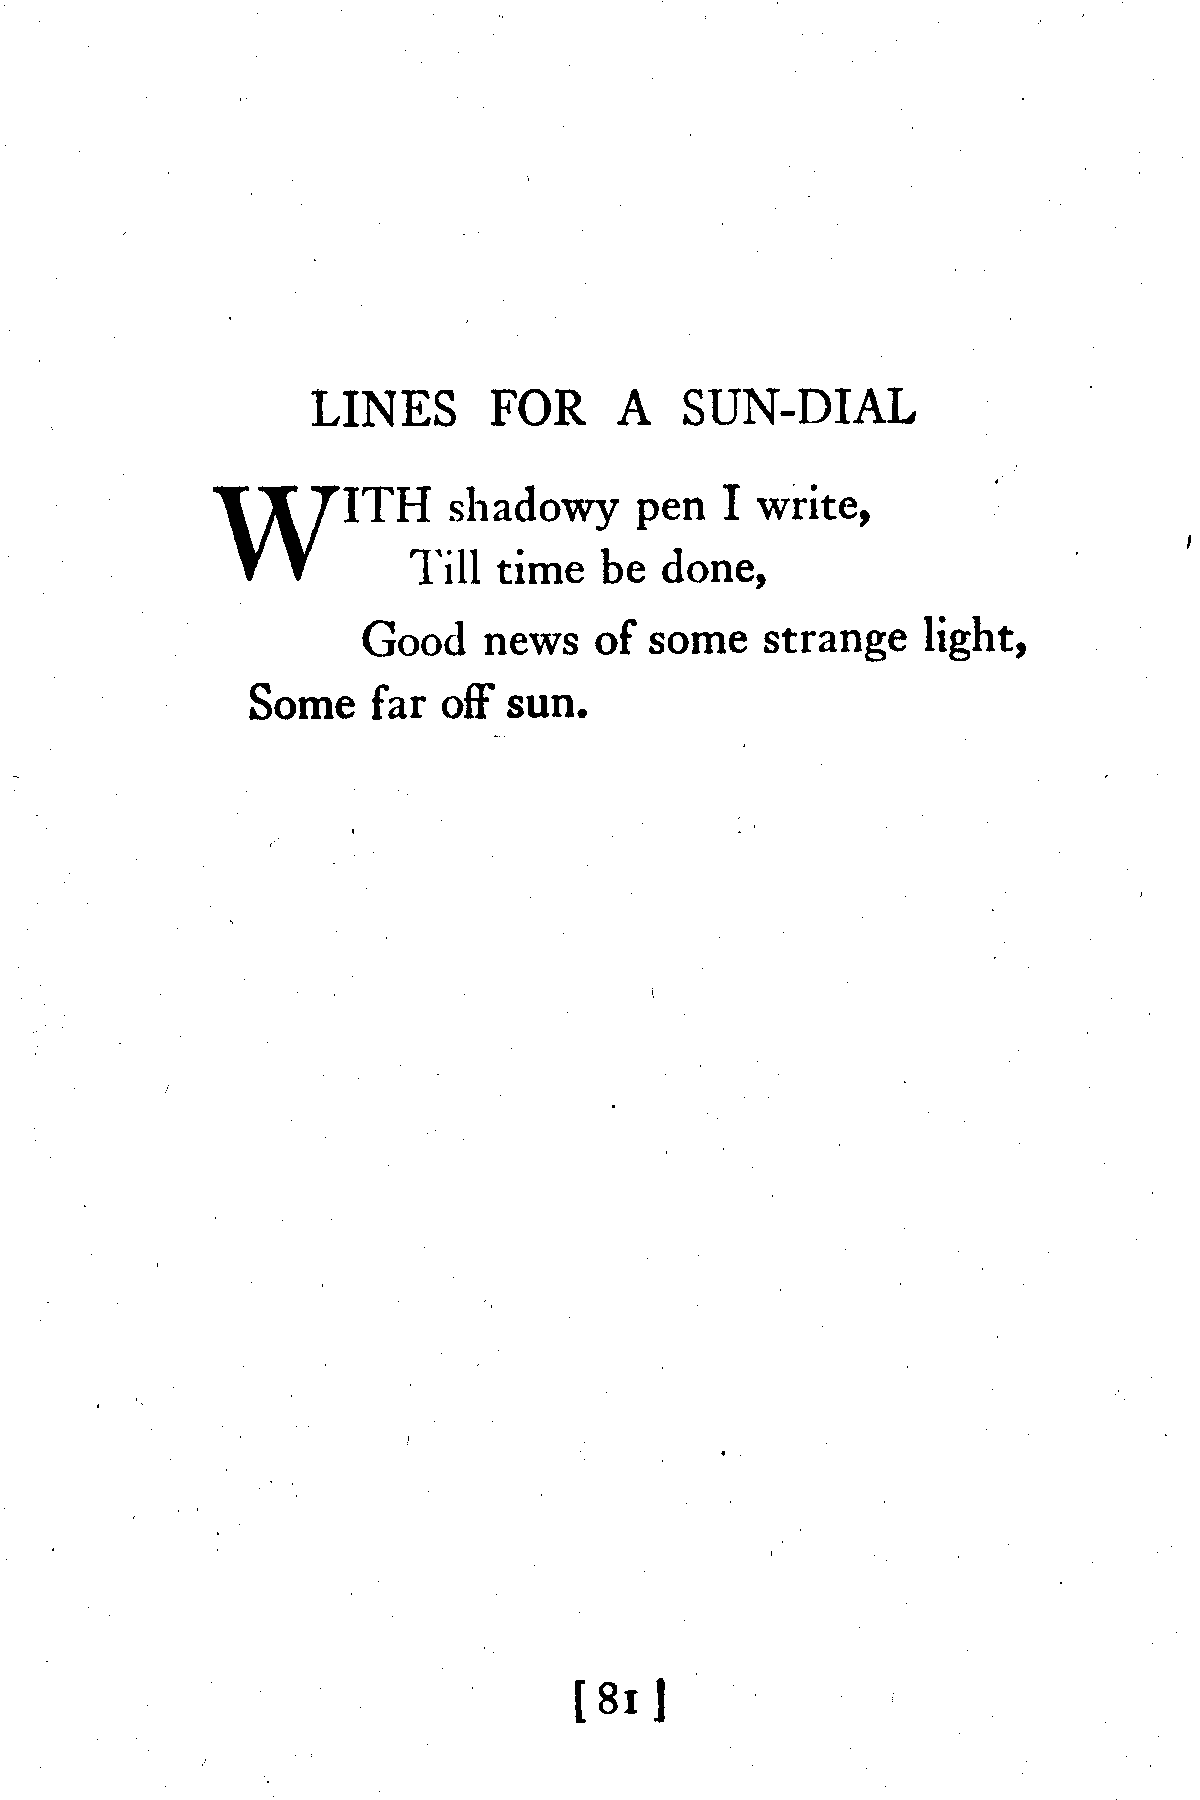 LINES FOR A SUN-DIAL
WITH shadowy pen I write,
Till time be done,
Good news of some strange light,
Some far off sun.
[ 81 ]